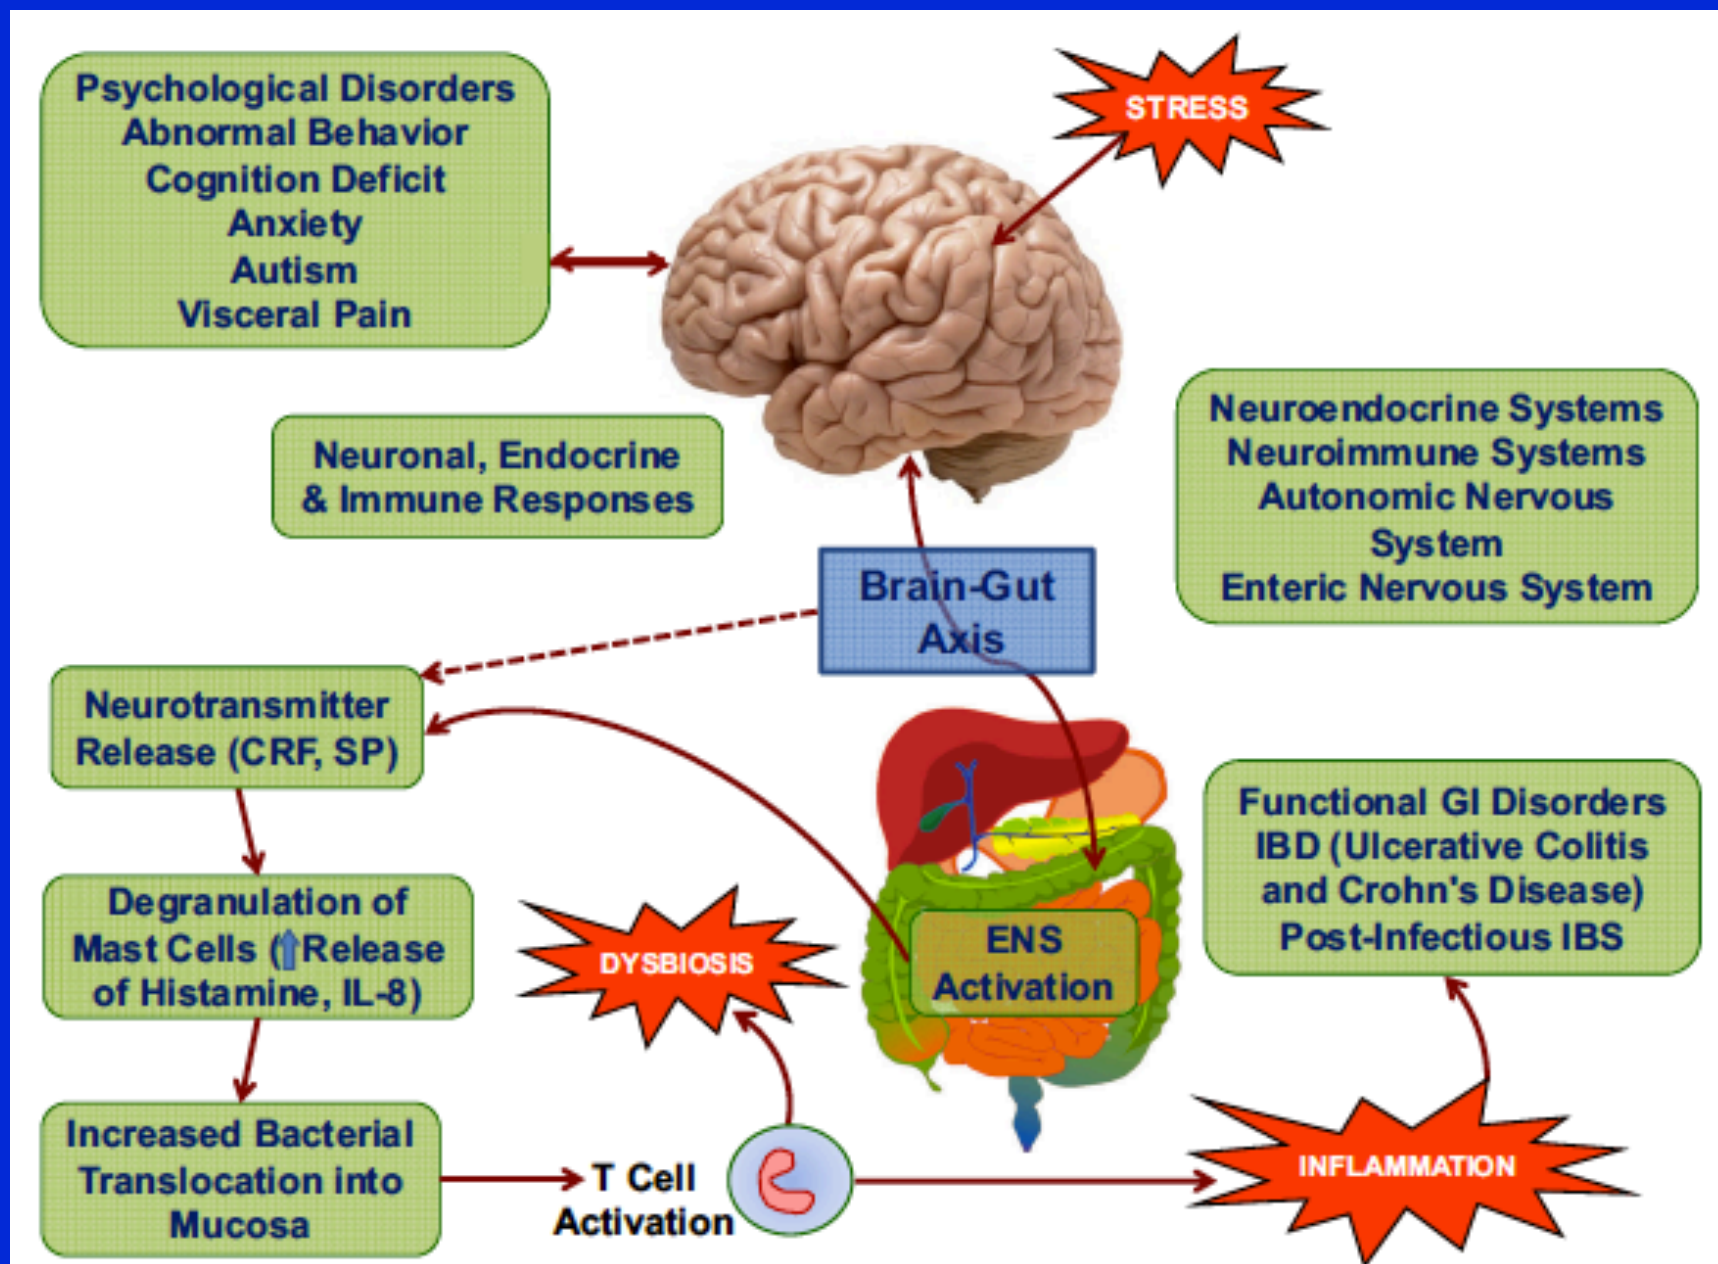 Psychological Disorders
Abnormal Behavior
Cognition Deficit
Anxiety
Autism
Visceral Pain
STRESS
Neuronal, Endocrine
& Immune Responses
Neuroendocrine Systems
Neuroimmune Systems
Autonomic Nervous
System
Enteric Nervous System
Brain-Gut
Axis
Neurotransmitter
Release (CRF, SP)
Degranulation of
Mast Cells (⬆Release
of Histamine, IL-8)
DYSBIOSIS
ENS
Activation
Functional GI Disorders
IBD (Ulcerative Colitis
and Crohn's Disease)
Post-Infectious IBS
Increased Bacterial
Translocation into
Mucosa
T Cell
Activation
INFLAMMATION